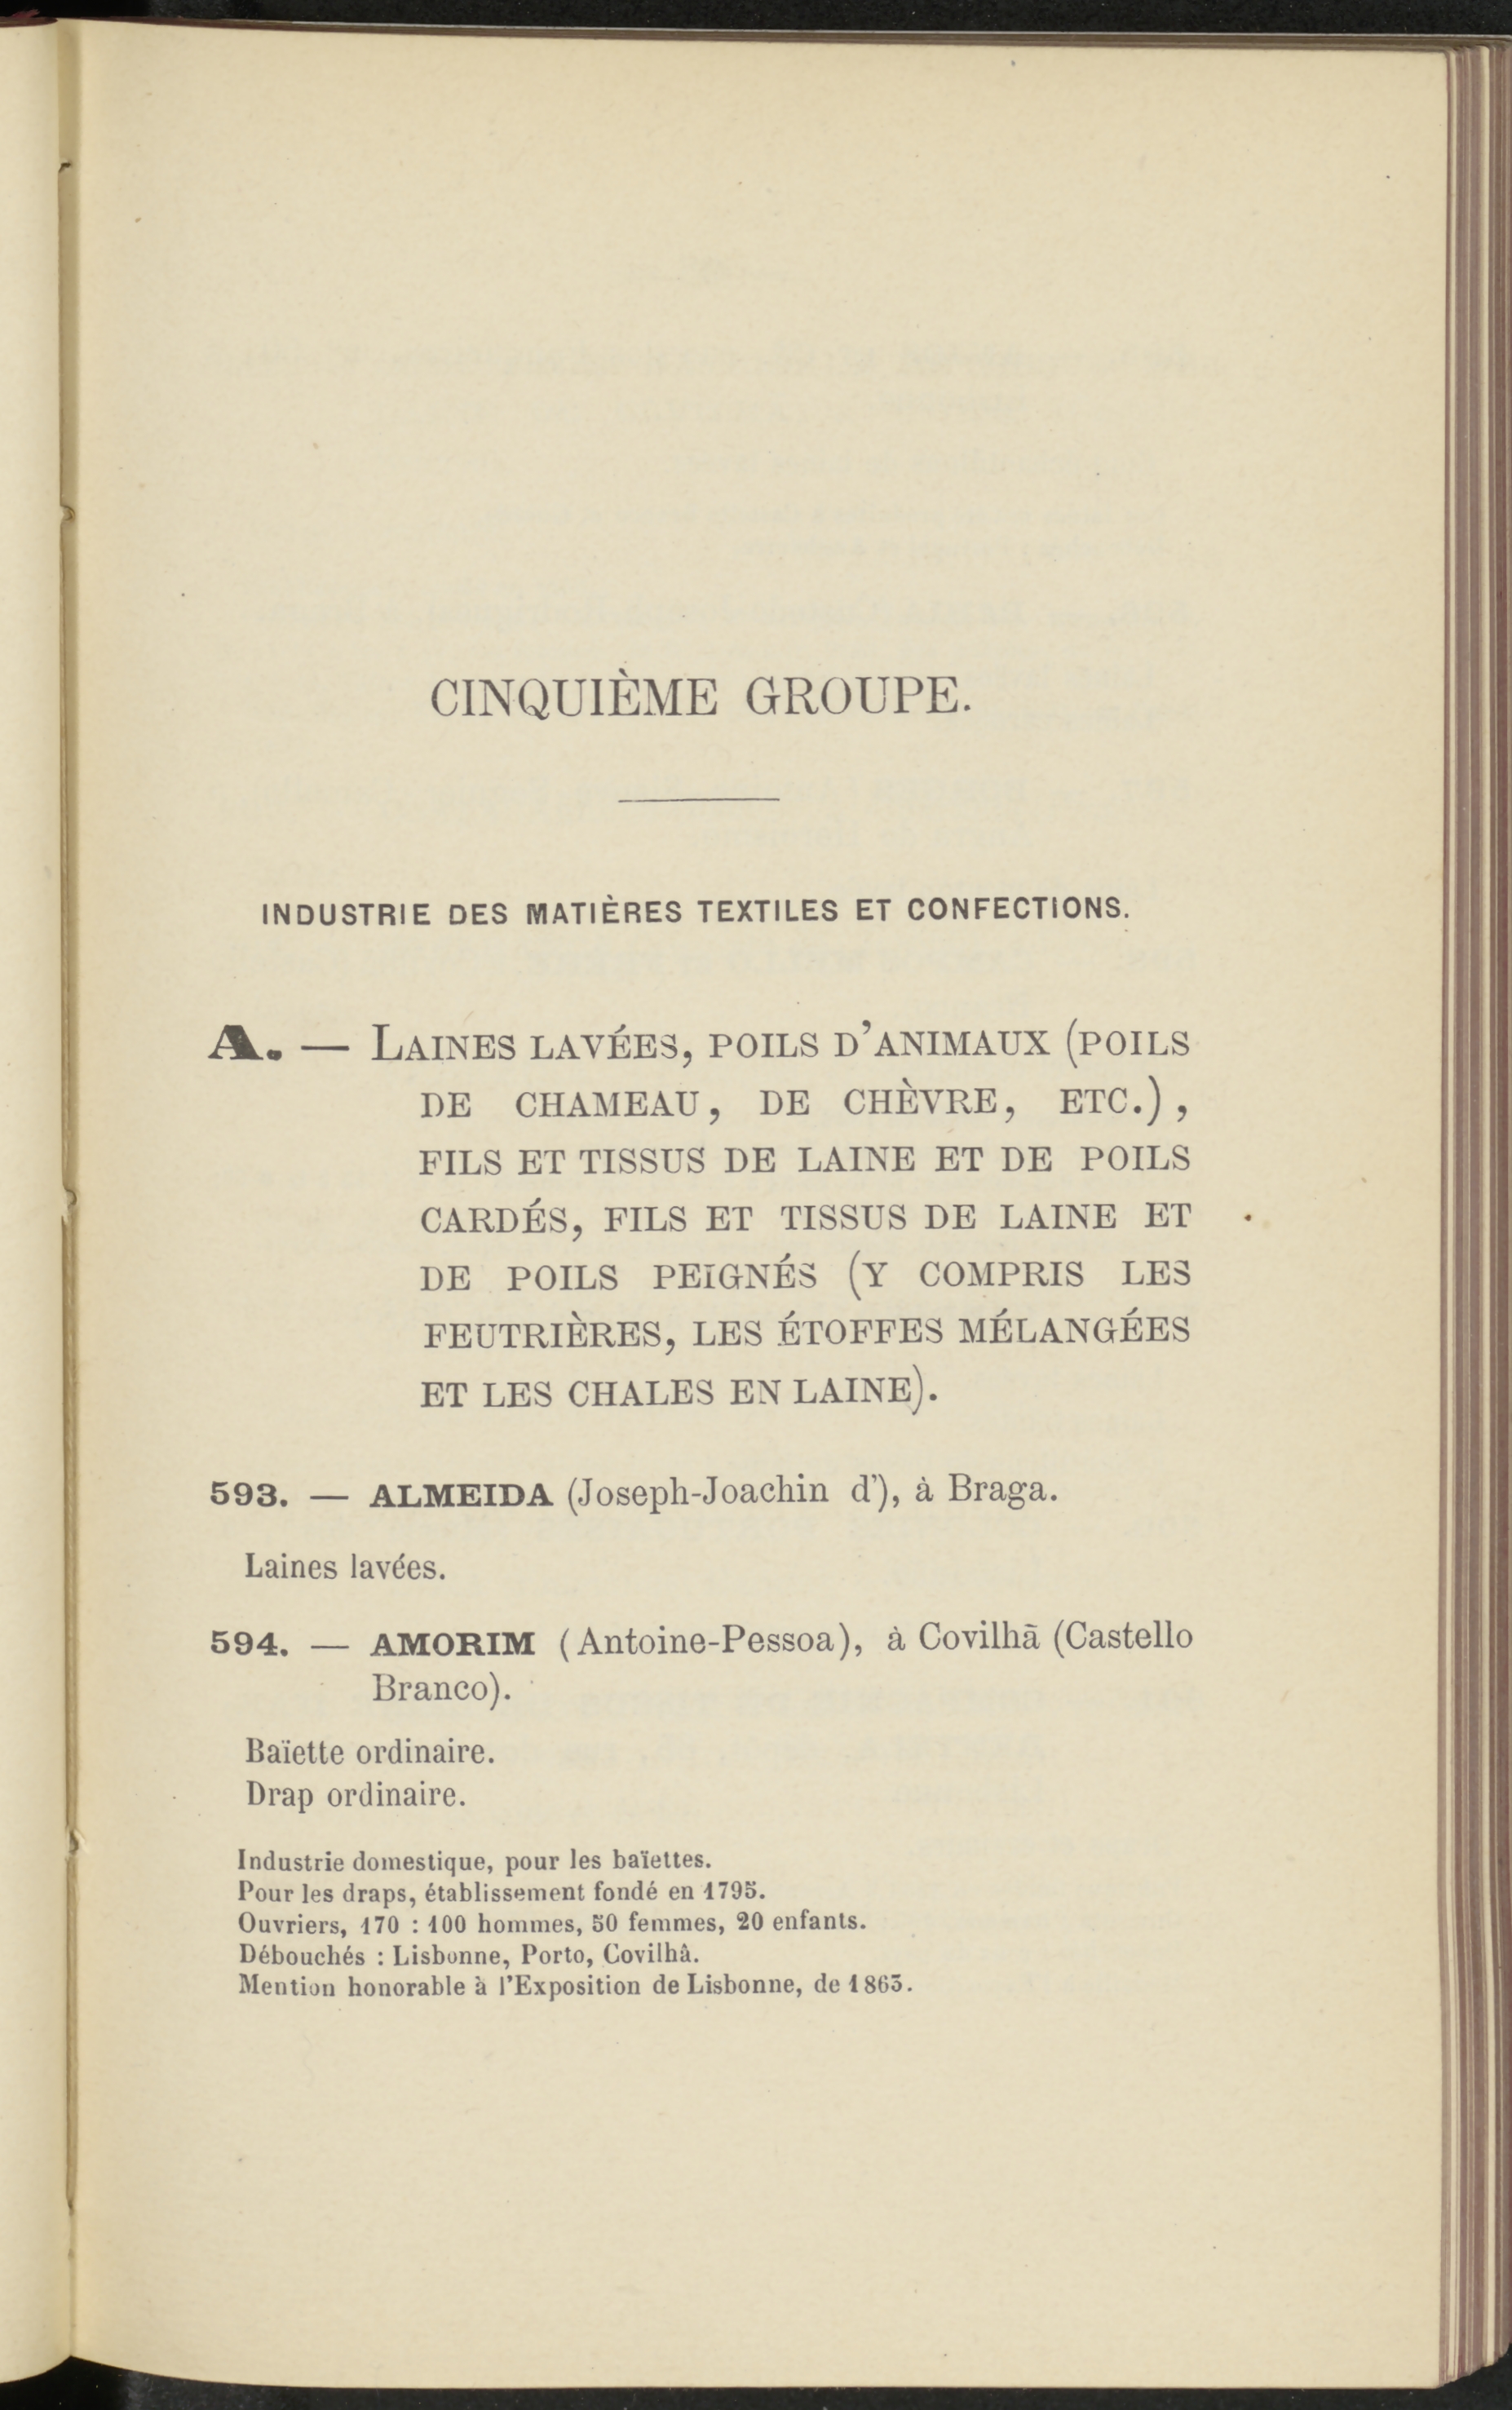 CINQUIÈME GROUPE.
INDUSTRIE DES MATIÈRES TEXTILES ET CONFECTIONS.
A. — LAINES LAVÉES, POILS D'ANIMAUX (POILS
DE CHAMEAU, DE CHÈVRE, ETC.),
FILS ET TISSUS DE LAINE ET DE POILS
CARDÉS, FILS ET TISSUS DE LAINE ET
DE POILS PEIGNÉS (Y COMPRIS LES
FEUTRIÈRES, LES ÉTOFFES MÉLANGÉES
ET LES CHALES EN LAINE).
593. — ALMEIDA (Joseph-Joachin d'), à Braga.
Laines lavées.
594. — AMORIM (Antoine-Pessoa), à Covilhã (Castello
Branco).
Baïette ordinaire.
Drap ordinaire.
Industrie domestique, pour les baïettes.
Pour les draps, établissement fondé en 1795.
Ouvriers, 170 : 100 hommes, 50 femmes, 20 enfants.
Débouchés : Lisbonne, Porto, Covilhâ.
Mention honorable à l'Exposition de Lisbonne, de 1863.